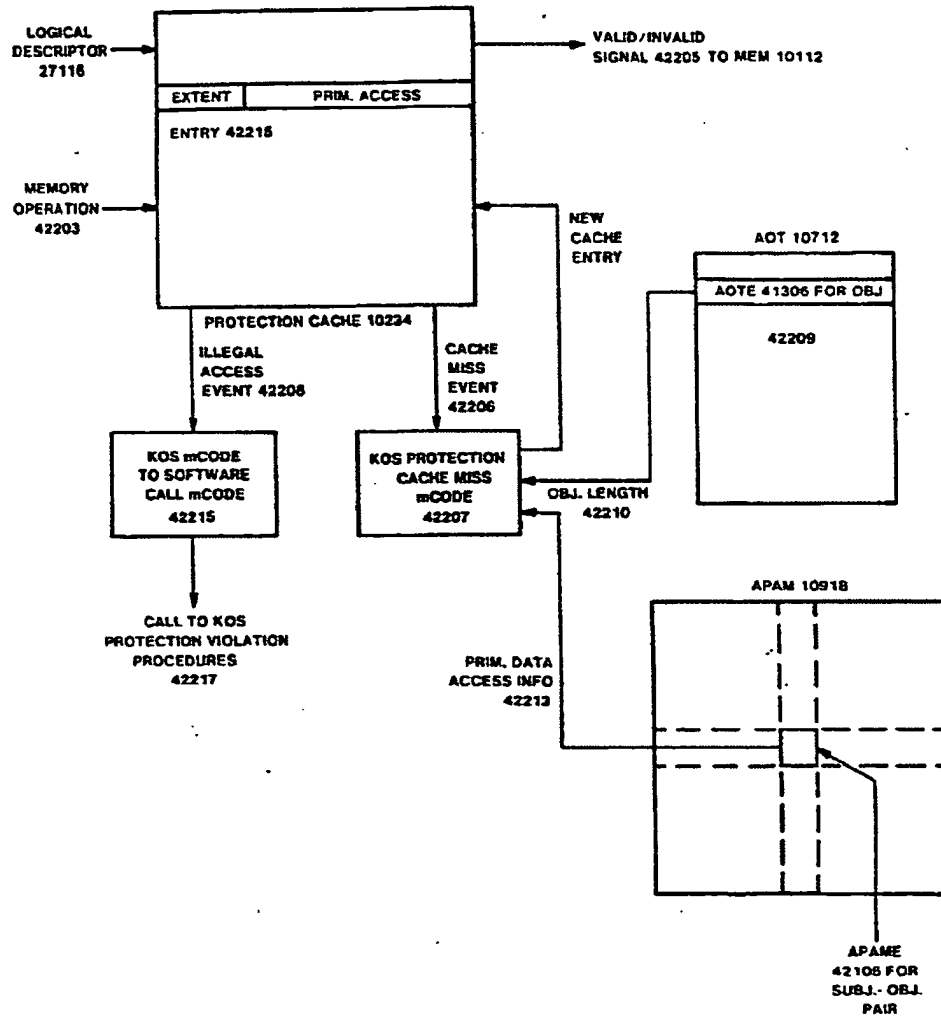 LOGICAL
DESCRIPTOR
27116
VALID/INVALID
SIGNAL 42205 TO MEM 10112
EXTENT
PRIM. ACCESS
ENTRY 42215
MEMORY
OPERATION
42203
NEW
CACHE
ENTRY
AOT 10712
AOTE 41306 FOR OBJ
42209
PROTECTION CACHE 10234
ILLEGAL
ACCESS
EVENT 42208
CACHE
MISS
EVENT
42206
KOS mCODE
TO SOFTWARE
CALL mCODE
42215
KOS PROTECTION
CACHE MISS
mCODE
42207
OBJ. LENGTH
42210
CALL TO KOS
PROTECTION VIOLATION
PROCEDURES
42217
APAM 10918
PRIM. DATA
ACCESS INFO
42213
APAME
42105 FOR
SUBJ.- OBJ.
PAIR